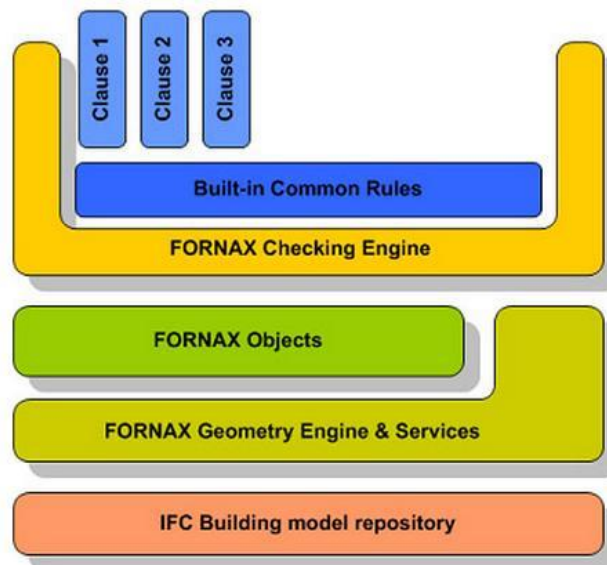 Clause 1
Clause 2
Clause 3
Built-in Common Rules
FORNAX Checking Engine
FORNAX Objects
FORNAX Geometry Engine & Services
IFC Building model repository